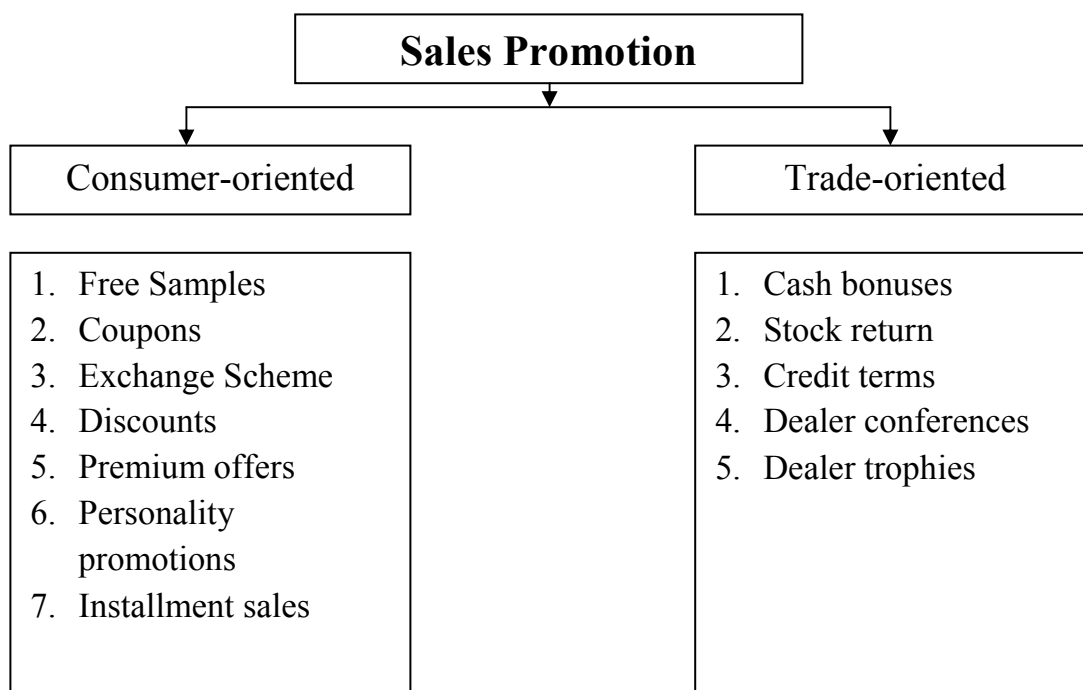 Sales Promotion
Consumer-oriented
Trade-oriented
1. Free Samples
2. Coupons
3. Exchange Scheme
4. Discounts
5. Premium offers
6. Personality
promotions
7. Installment sales
1. Cash bonuses
2. Stock return
3. Credit terms
4. Dealer conferences
5. Dealer trophies